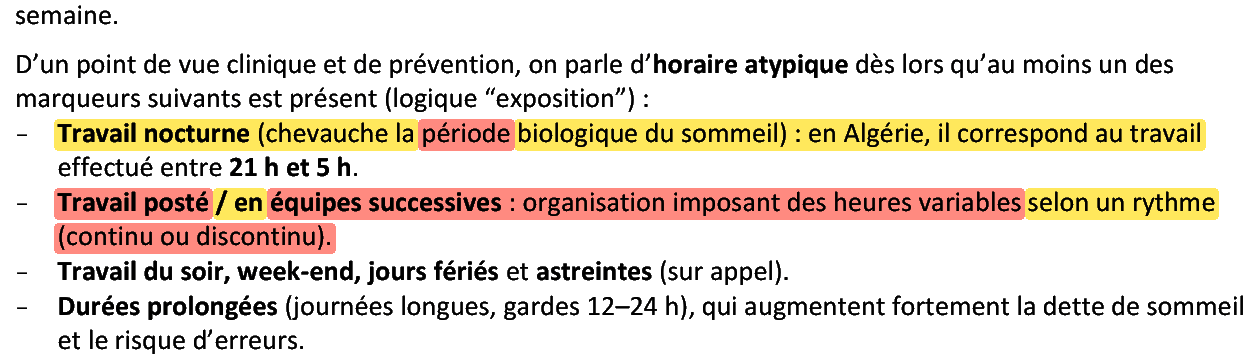 semaine.
D’un point de vue clinique et de prévention, on parle d’horaire atypique dès lors qu’au moins un des
marqueurs suivants est présent (logique “exposition”) :
- Travail nocturne (chevauche la période biologique du sommeil) : en Algérie, il correspond au travail
effectué entre 21 h et 5 h.
- Travail posté / en équipes successives : organisation imposant des heures variables selon un rythme
(continu ou discontinu).
- Travail du soir, week-end, jours fériés et astreintes (sur appel).
- Durées prolongées (journées longues, gardes 12–24 h), qui augmentent fortement la dette de sommeil
et le risque d’erreurs.